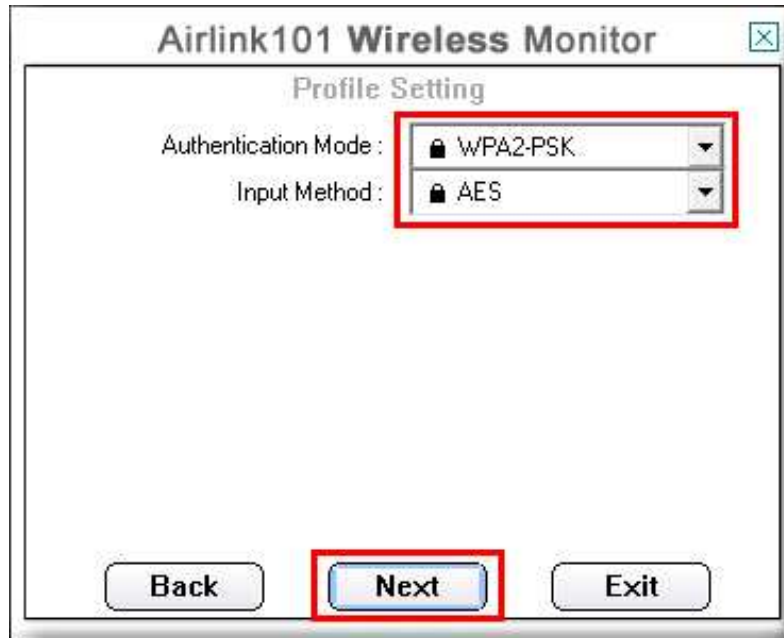 Airlink101 Wireless Monitor
Profile Setting
Authentication Mode : WPA2-PSK
Input Method : AES
Back Next Exit